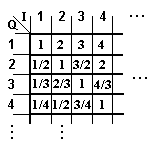 I 1 2 3 4 ...
Q
1 1 2 3 4
2 1/2 1 3/2 2
3 1/3 2/3 1 4/3 ...
4 1/4 1/2 3/4 1
⋮ ⋮